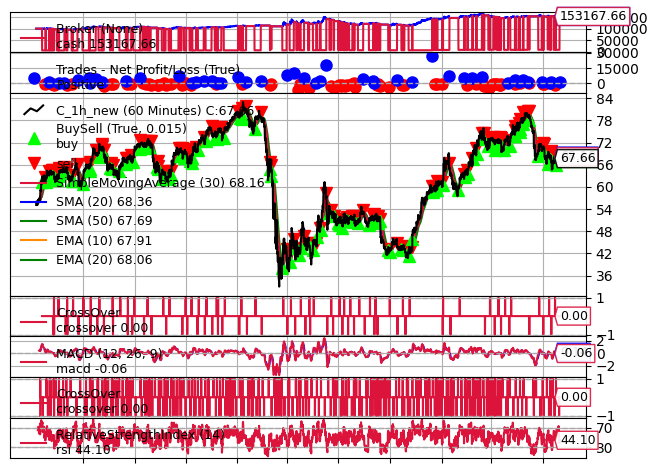 Broker (None)
cash 153167.66
153167.66
100000
50000
0
Trades - Net Profit/Loss (True)
Positive
30000
15000
0
C_1h_new (60 Minutes) C:67.66
BuySell (True, 0.015)
buy
SimpleMovingAverage (30) 68.16
SMA (20) 68.36
SMA (50) 67.69
EMA (10) 67.91
EMA (20) 68.06
84
78
72
66
67.66
60
54
48
42
36
CrossOver
crossover 0.00
1
0.00
−1
MACD (12, 26, 9)
macd -0.06
2
-0.06
−2
CrossOver
crossover 0.00
1
0.00
−1
RelativeStrengthIndex (14)
rsi 44.10
70
44.10
30